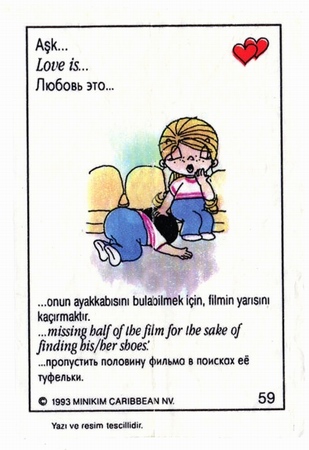 Aşk...
Love is...
Любовь это...
...onun ayakkabısını bulabilmek için, filmin yarısını
kaçırmaktır.
...missing half of the film for the sake of
finding his/her shoes.'
...пропустить половину фильма в поисках её
туфельки.
© 1993 MINIKIM CARIBBEAN NV. 59
Yazı ve resim tescillidir.